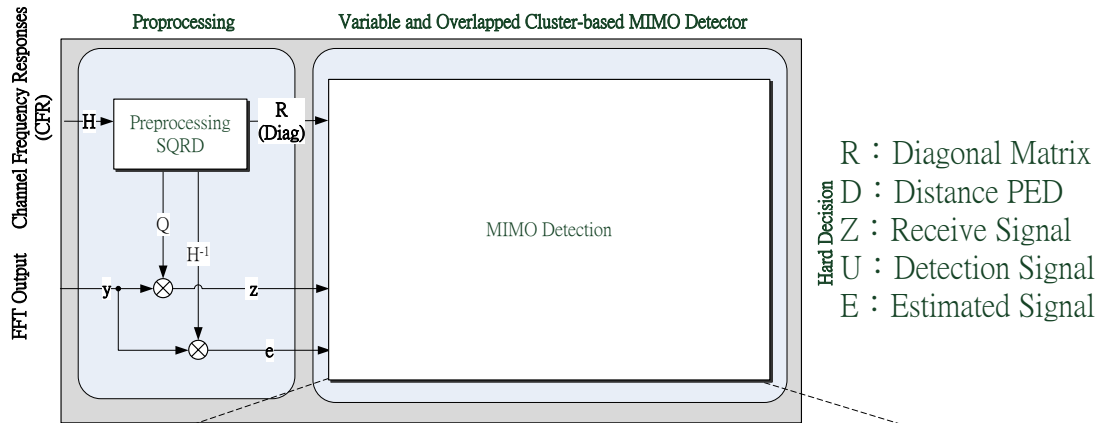 Proprocessing
Variable and Overlapped Cluster-based MIMO Detector
Channel Frequency Responses
(CFR)
H
Preprocessing
SQRD
R
(Diag)
Q
H-1
MIMO Detection
FFT Output
y
z
e
Hard Decision
R：Diagonal Matrix
D：Distance PED
Z：Receive Signal
U：Detection Signal
E：Estimated Signal